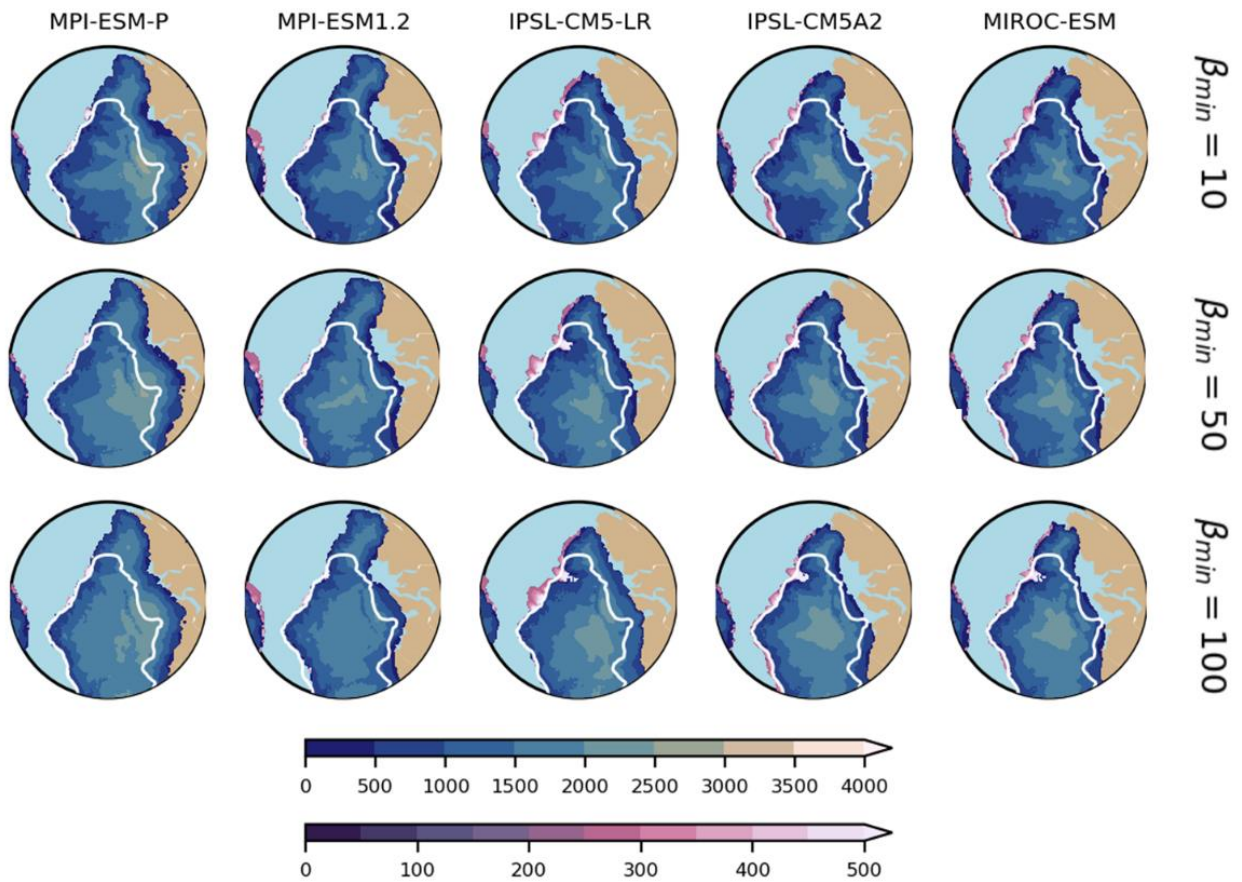 MPI-ESM-P MPI-ESM1.2 IPSL-CM5-LR IPSL-CM5A2 MIROC-ESM
βmin = 10
βmin = 50
βmin = 100
0 500 1000 1500 2000 2500 3000 3500 4000
0 100 200 300 400 500